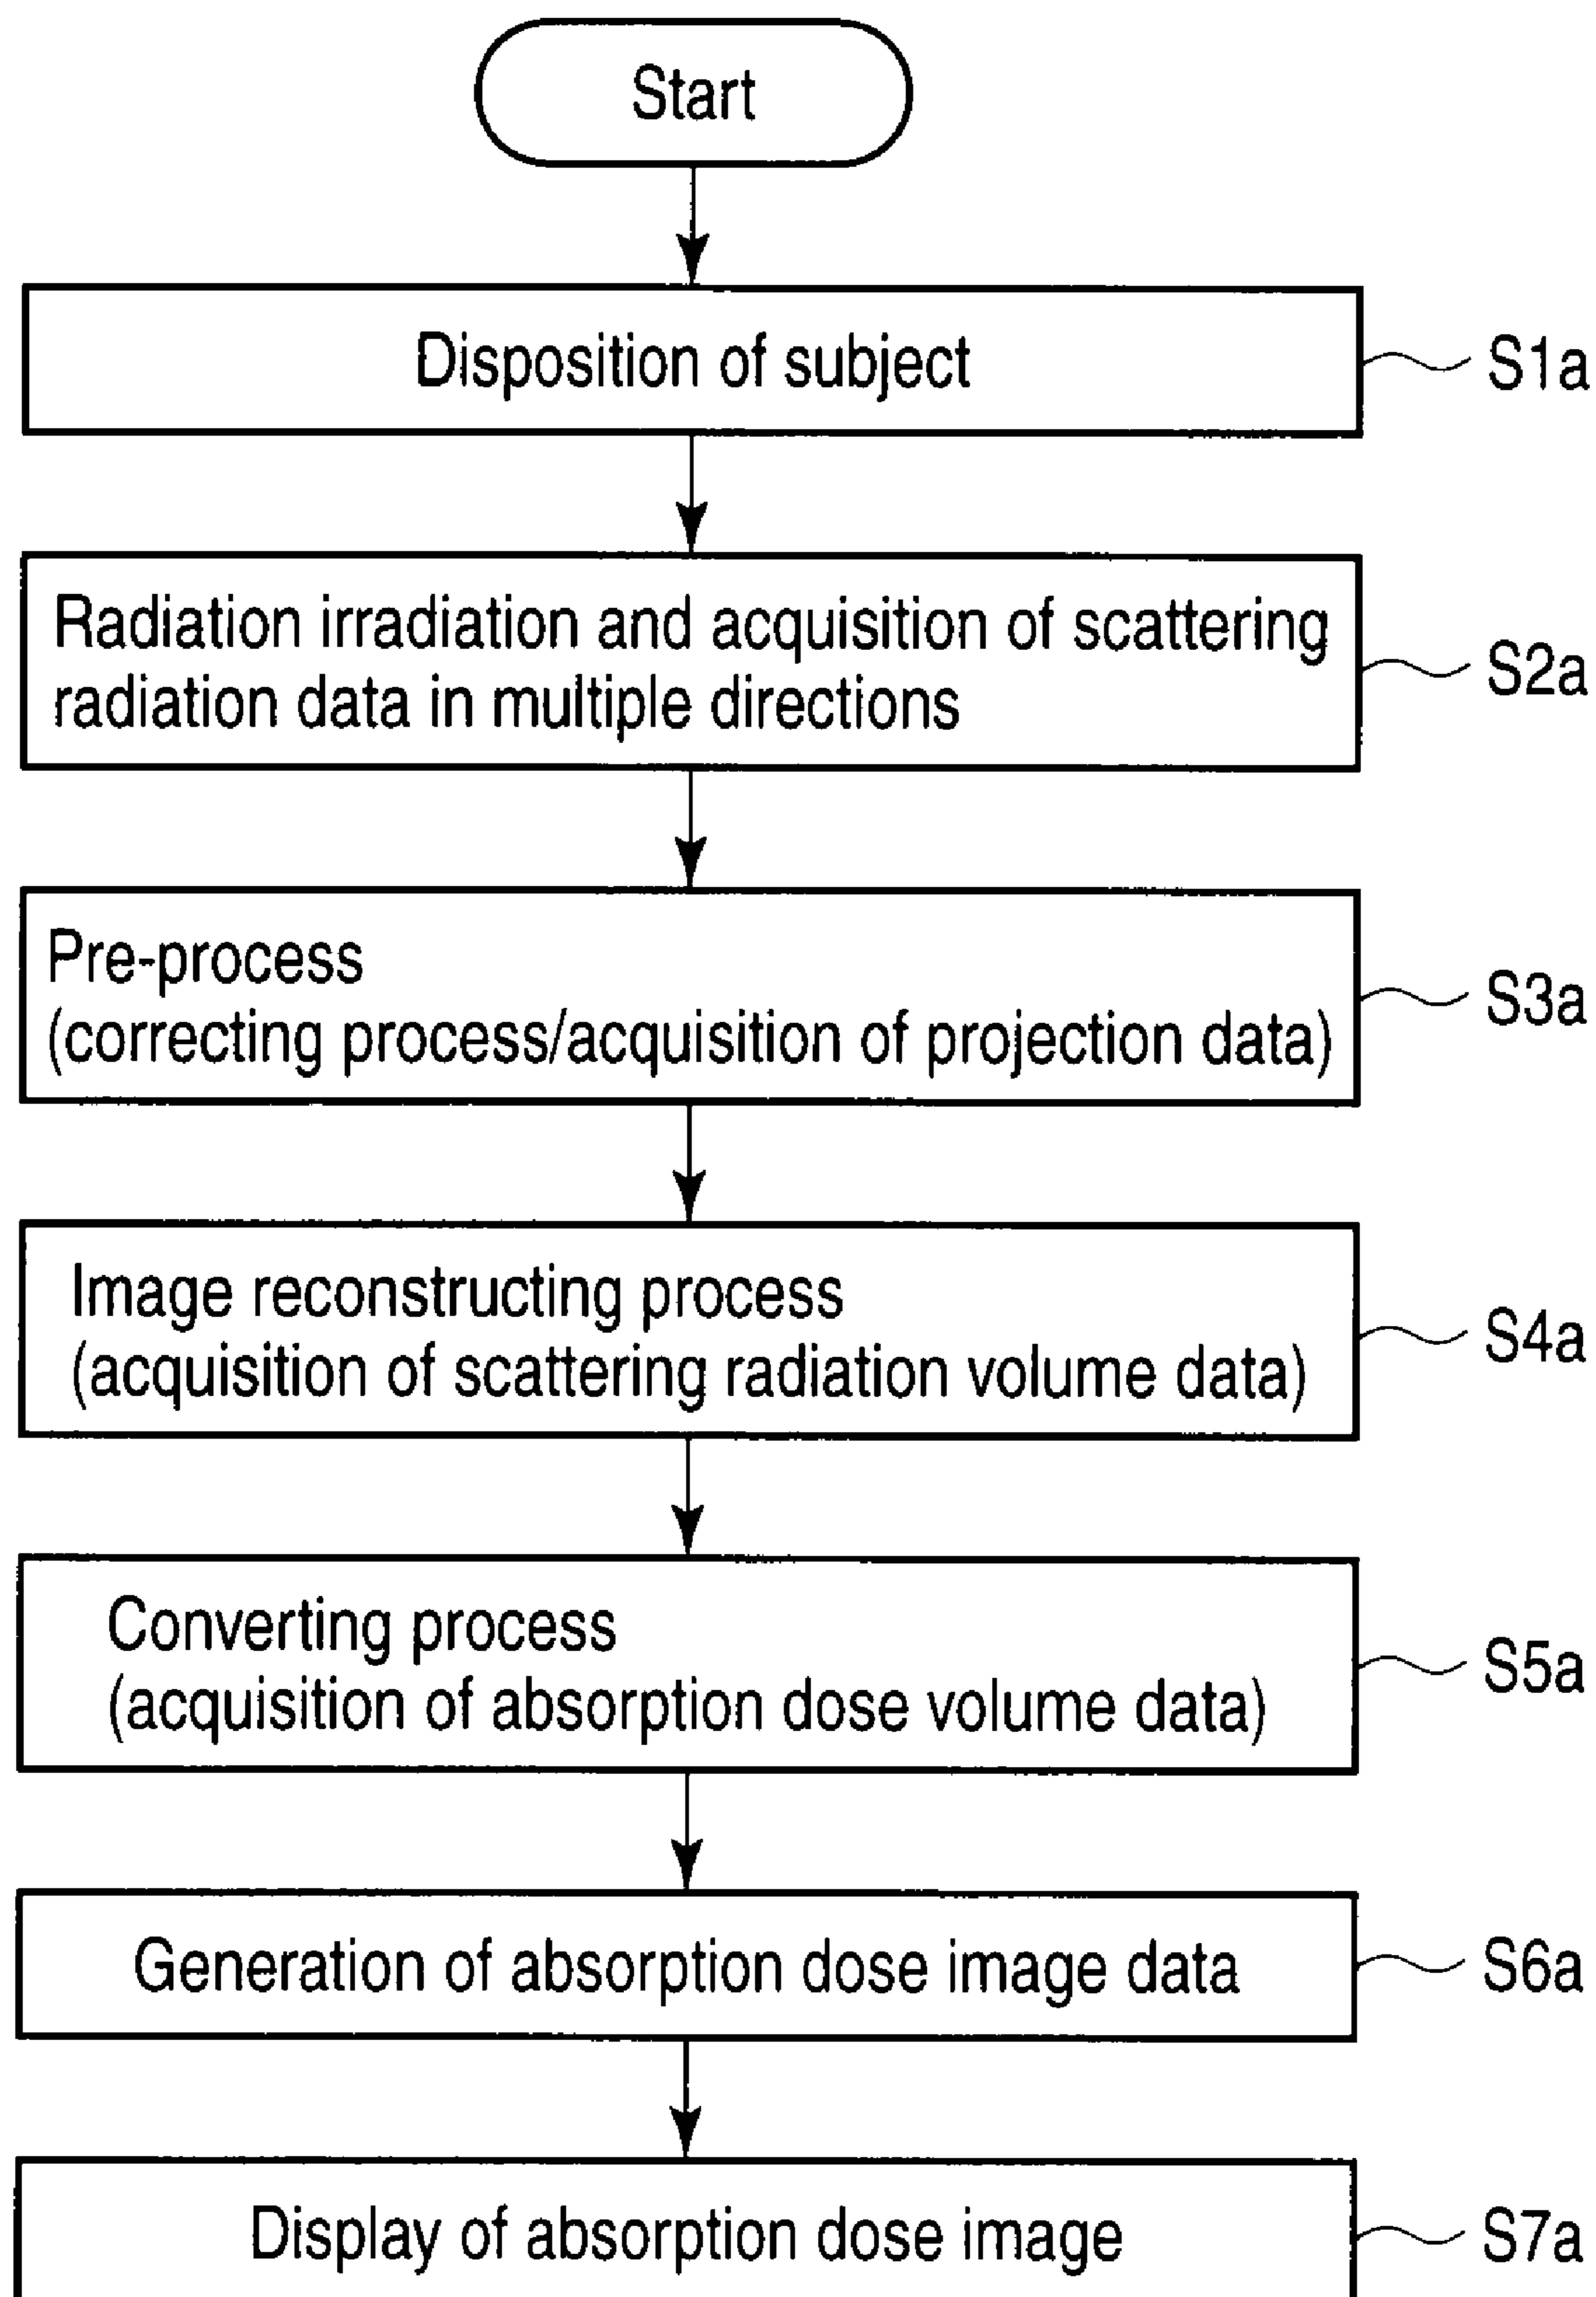 Start
Disposition of subject
S1a
Radiation irradiation and acquisition of scattering
radiation data in multiple directions
S2a
Pre-process
(correcting process/acquisition of projection data)
S3a
Image reconstructing process
(acquisition of scattering radiation volume data)
S4a
Converting process
(acquisition of absorption dose volume data)
S5a
Generation of absorption dose image data
S6a
Display of absorption dose image
S7a